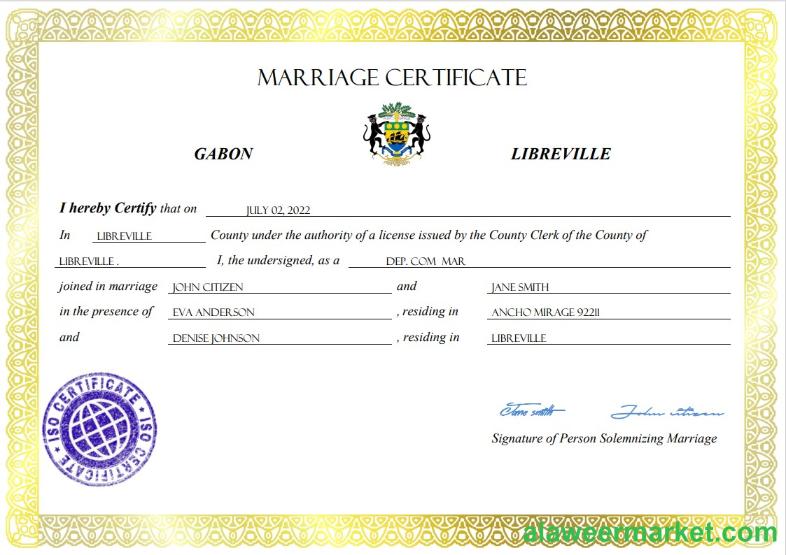 MARRIAGE CERTIFICATE
GABON LIBREVILLE
I hereby Certify that on JULY 02, 2022
In LIBREVILLE County under the authority of a license issued by the County Clerk of the County of
LIBREVILLE . I, the undersigned, as a DEP. COM MAR
joined in marriage JOHN CITIZEN and JANE SMITH
in the presence of EVA ANDERSON , residing in ANCHO MIRAGE 92211
and DENISE JOHNSON , residing in LIBREVILLE
ISO CERTIFICATE ★ ISO CERTIFICATE ★
Jane smith John citizen
Signature of Person Solemnizing Marriage
alaweermarket.com